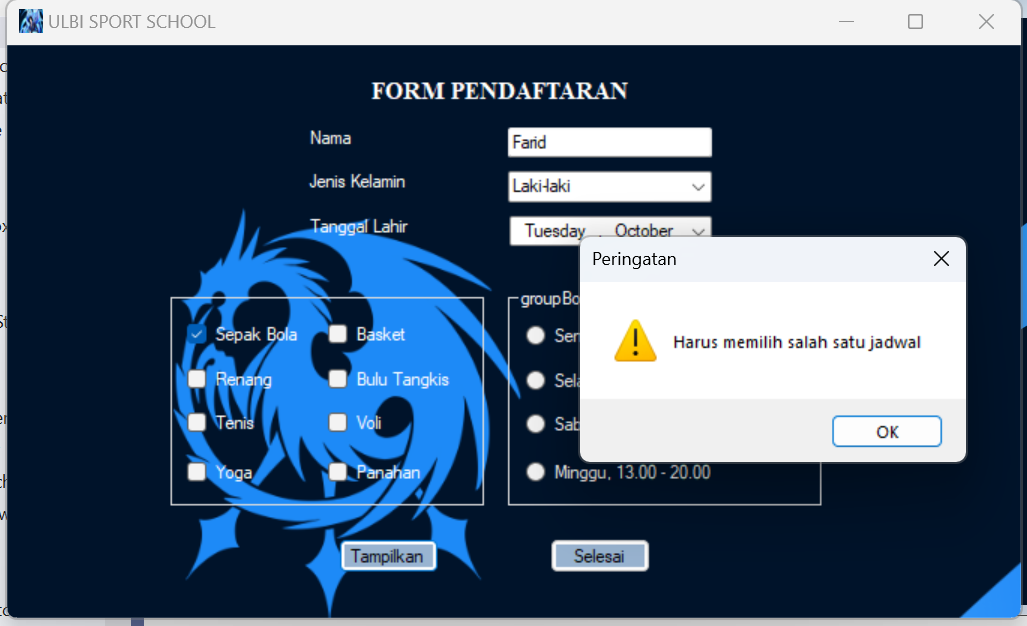 ULBI SPORT SCHOOL
FORM PENDAFTARAN
Nama
Farid
Jenis Kelamin
Laki-laki
Tanggal Lahir
Tuesday , October
Peringatan
Harus memilih salah satu jadwal
OK
Sepak Bola
Basket
Renang
Bulu Tangkis
Tenis
Voli
Yoga
Panahan
Minggu, 13.00 - 20.00
Tampilkan
Selesai